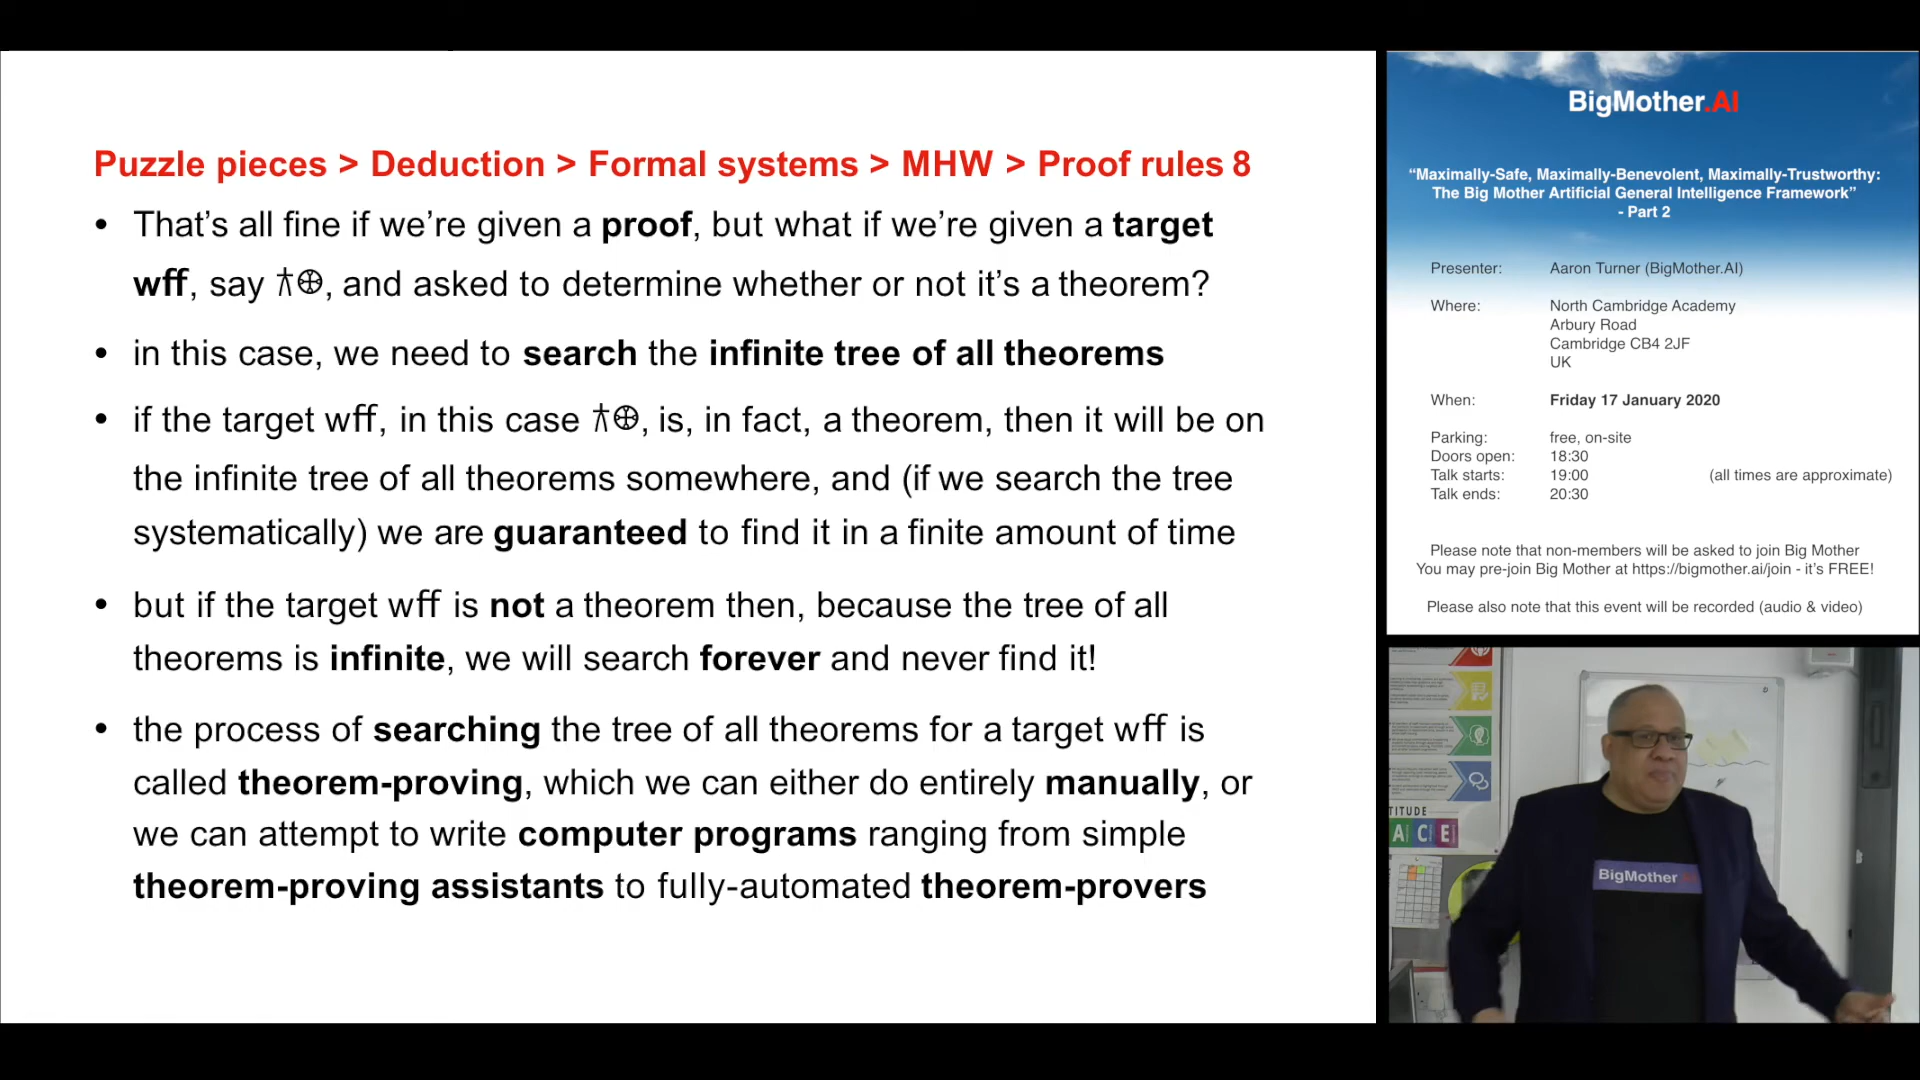 Puzzle pieces > Deduction > Formal systems > MHW > Proof rules 8
• That’s all fine if we’re given a proof, but what if we’re given a target
wff, say , and asked to determine whether or not it’s a theorem?
• in this case, we need to search the infinite tree of all theorems
• if the target wff, in this case , is, in fact, a theorem, then it will be on
the infinite tree of all theorems somewhere, and (if we search the tree
systematically) we are guaranteed to find it in a finite amount of time
• but if the target wff is not a theorem then, because the tree of all
theorems is infinite, we will search forever and never find it!
• the process of searching the tree of all theorems for a target wff is
called theorem-proving, which we can either do entirely manually, or
we can attempt to write computer programs ranging from simple
theorem-proving assistants to fully-automated theorem-provers
BigMother.AI
“Maximally-Safe, Maximally-Benevolent, Maximally-Trustworthy:
The Big Mother Artificial General Intelligence Framework”
- Part 2
Presenter: Aaron Turner (BigMother.AI)
Where: North Cambridge Academy
Arbury Road
Cambridge CB4 2JF
UK
When: Friday 17 January 2020
Parking: free, on-site
Doors open: 18:30
Talk starts: 19:00 (all times are approximate)
Talk ends: 20:30
Please note that non-members will be asked to join Big Mother
You may pre-join Big Mother at https://bigmother.ai/join - it’s FREE!
Please also note that this event will be recorded (audio & video)
TITUDE
ACE
BigMother.AI